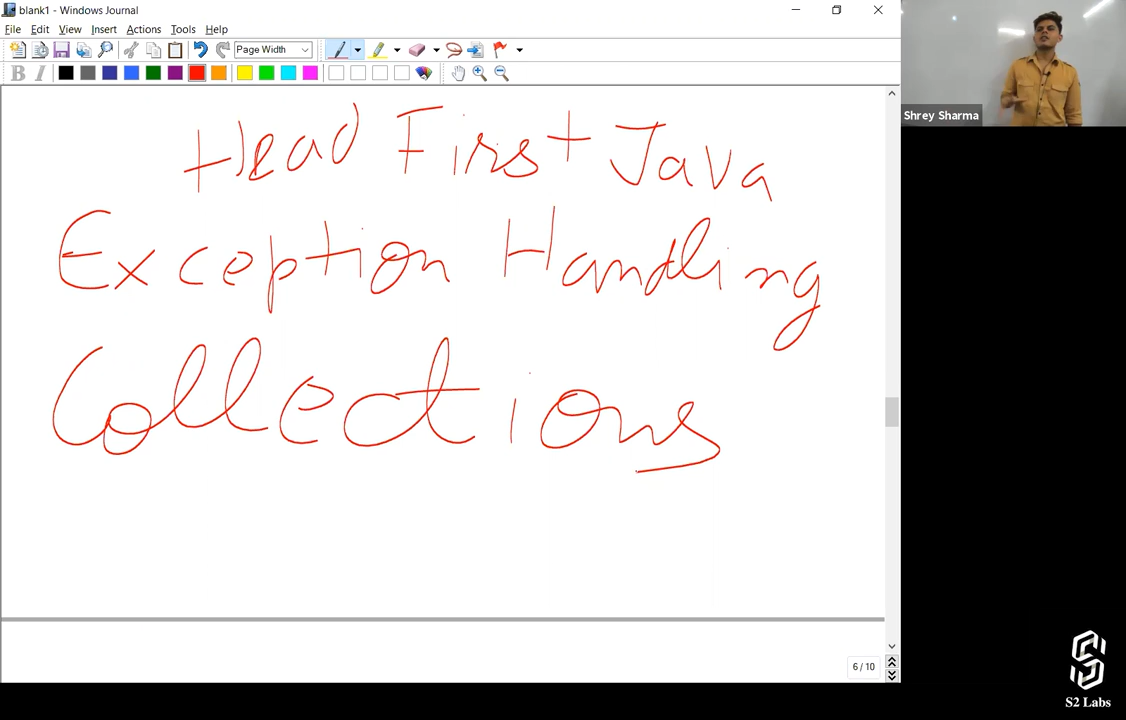 blank1 - Windows Journal
File Edit View Insert Actions Tools Help
Page Width
B I
Head First Java
Exception Handling
Collections
6 / 10
Shrey Sharma
S2 Labs